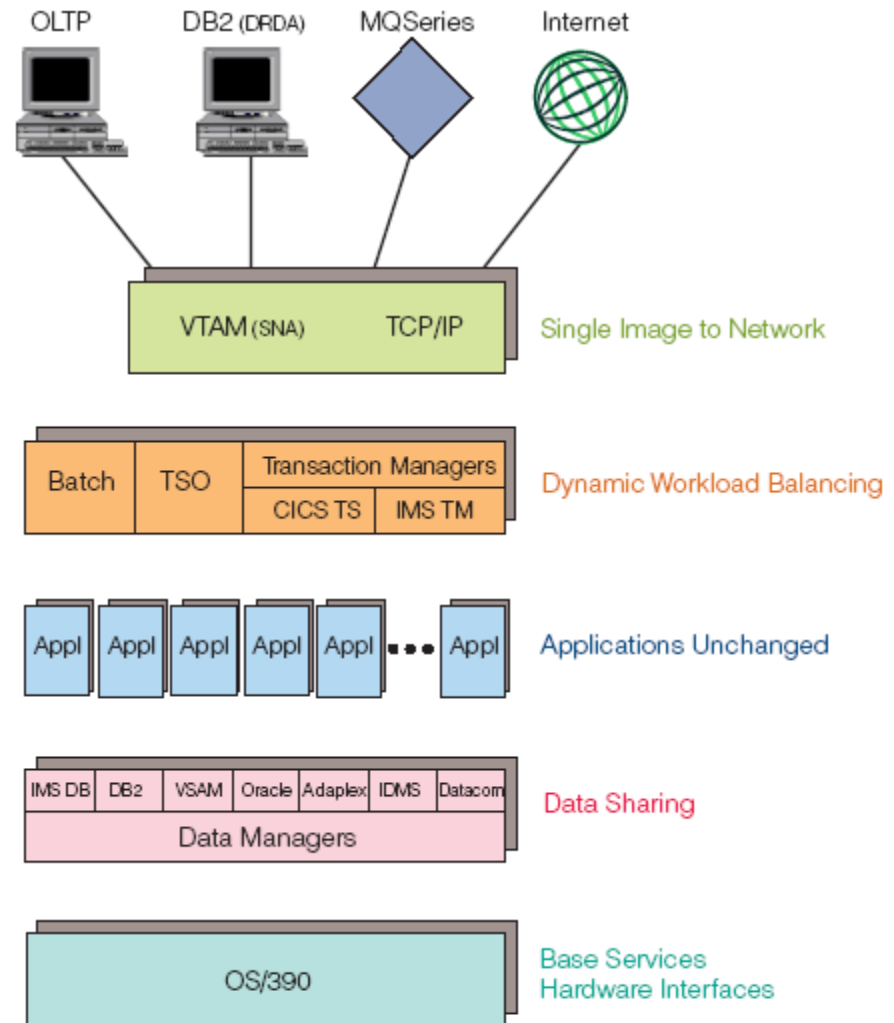 OLTP
DB2 (DRDA)
MQSeries
Internet
VTAM (SNA)
TCP/IP
Single Image to Network
Batch
TSO
Transaction Managers
CICS TS
IMS TM
Dynamic Workload Balancing
Appl
Appl
Appl
Appl
Appl
Appl
Applications Unchanged
IMS DB
DB2
VSAM
Oracle
Adaplex
IDMS
Datacom
Data Managers
Data Sharing
OS/390
Base Services
Hardware Interfaces